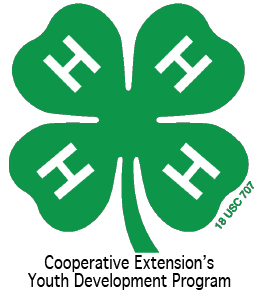 H H
H H
18 USC 707
Cooperative Extension's
Youth Development Program